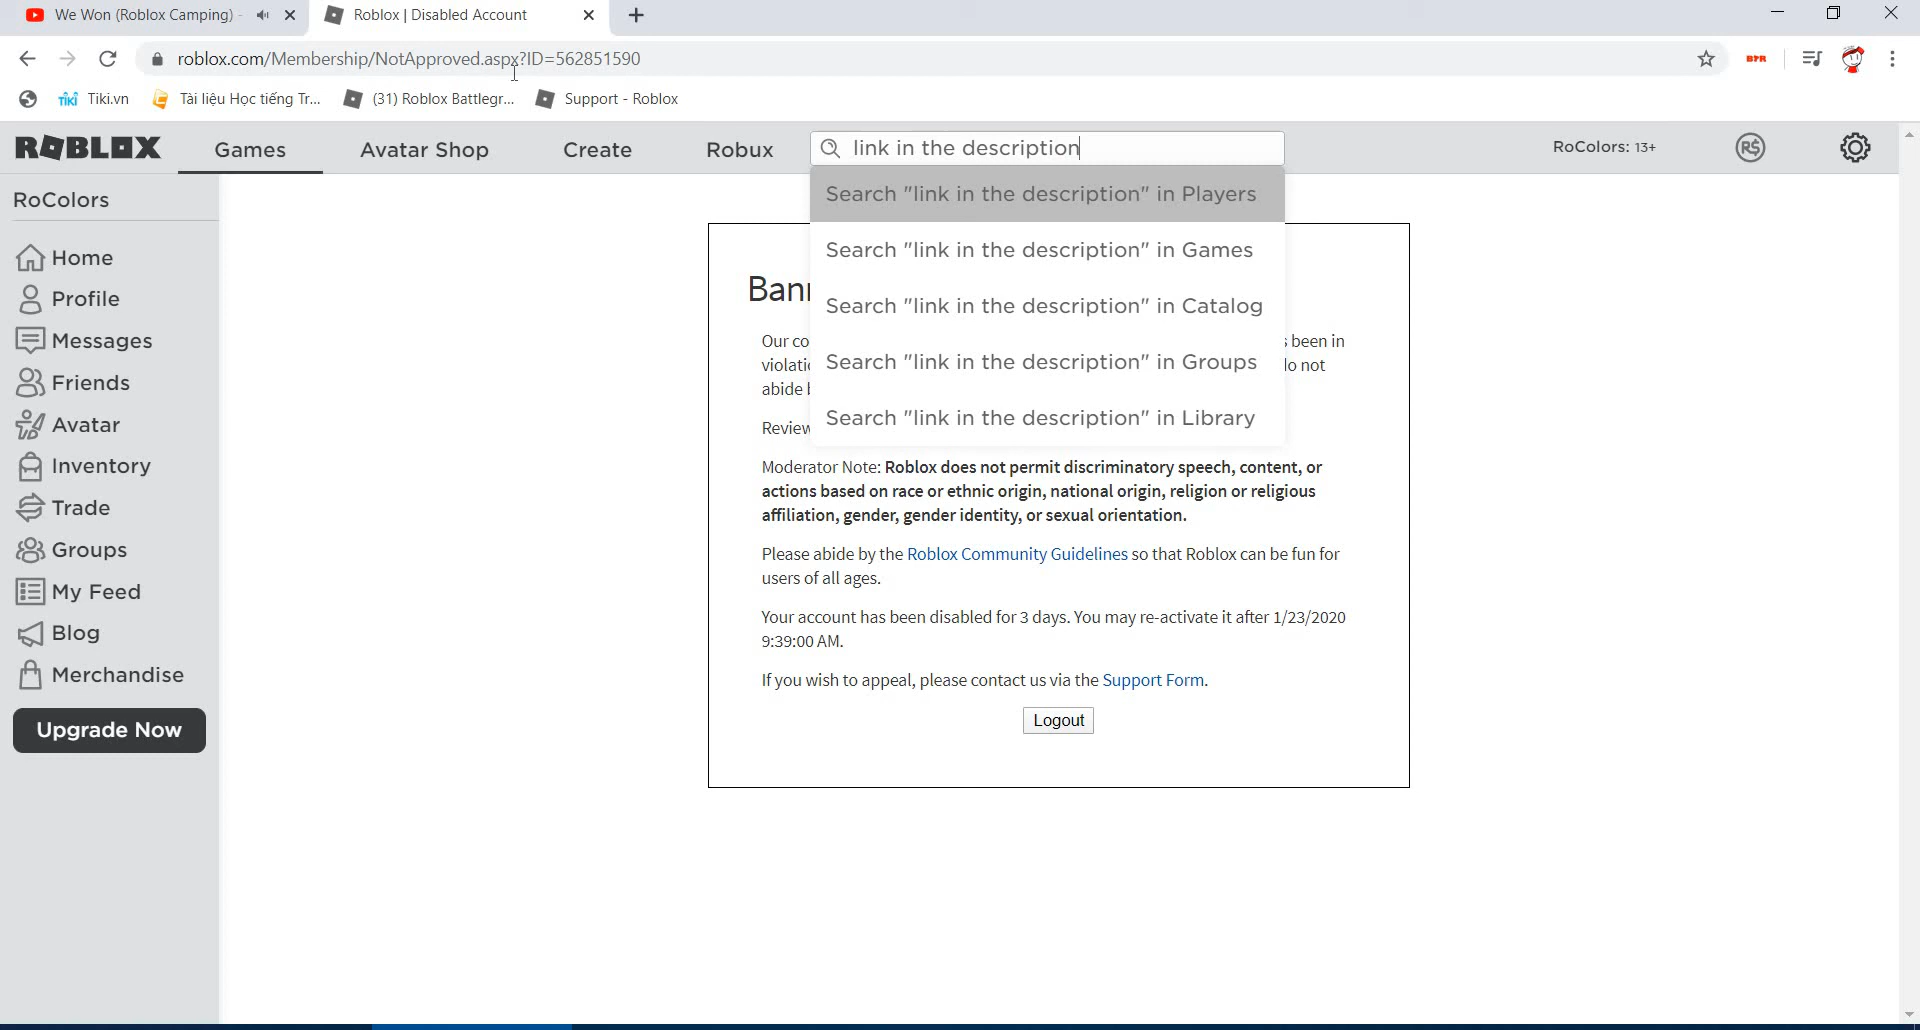 We Won (Roblox Camping) -
Roblox | Disabled Account
roblox.com/Membership/NotApproved.aspx?ID=562851590
BTR
TIKI Tiki.vn
Tài liệu Học tiếng Tr...
(31) Roblox Battlegr...
Support - Roblox
ROBLOX
Games
Avatar Shop
Create
Robux
link in the description
RoColors: 13+
R$
RoColors
Search "link in the description" in Players
Search "link in the description" in Games
Search "link in the description" in Catalog
Search "link in the description" in Groups
Search "link in the description" in Library
Home
Profile
Messages
Friends
Avatar
Inventory
Trade
Groups
My Feed
Blog
Merchandise
Upgrade Now
been in
do not
abide
Moderator Note: Roblox does not permit discriminatory speech, content, or
actions based on race or ethnic origin, national origin, religion or religious
affiliation, gender, gender identity, or sexual orientation.
Please abide by the Roblox Community Guidelines so that Roblox can be fun for
users of all ages.
Your account has been disabled for 3 days. You may re-activate it after 1/23/2020
9:39:00 AM.
If you wish to appeal, please contact us via the Support Form.
Logout